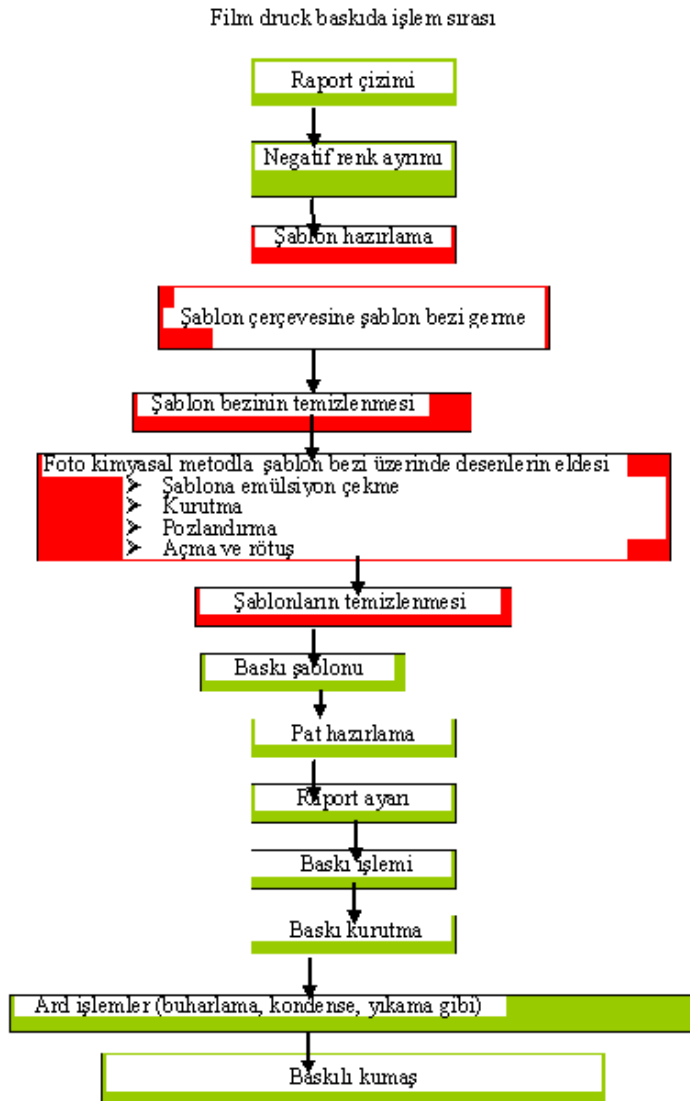 Film druck baskıda işlem sırası
Raport çizimi
Negatif renk ayrımı
Şablon hazırlama
Şablon çerçevesine şablon bezi germe
Şablon bezinin temizlenmesi
Foto kimyasal metodla şablon bezi üzerinde desenlerin eldesi
➢ Şablona emülsiyon çekme
➢ Kurutma
➢ Pozlandırma
➢ Açma ve rötuş
Şablonların temizlenmesi
Baskı şablonu
Pat hazırlama
Raport ayarı
Baskı işlemi
Baskı kurutma
Ard işlemler (buharlama, kondense, yıkama gibi)
Baskılı kumaş